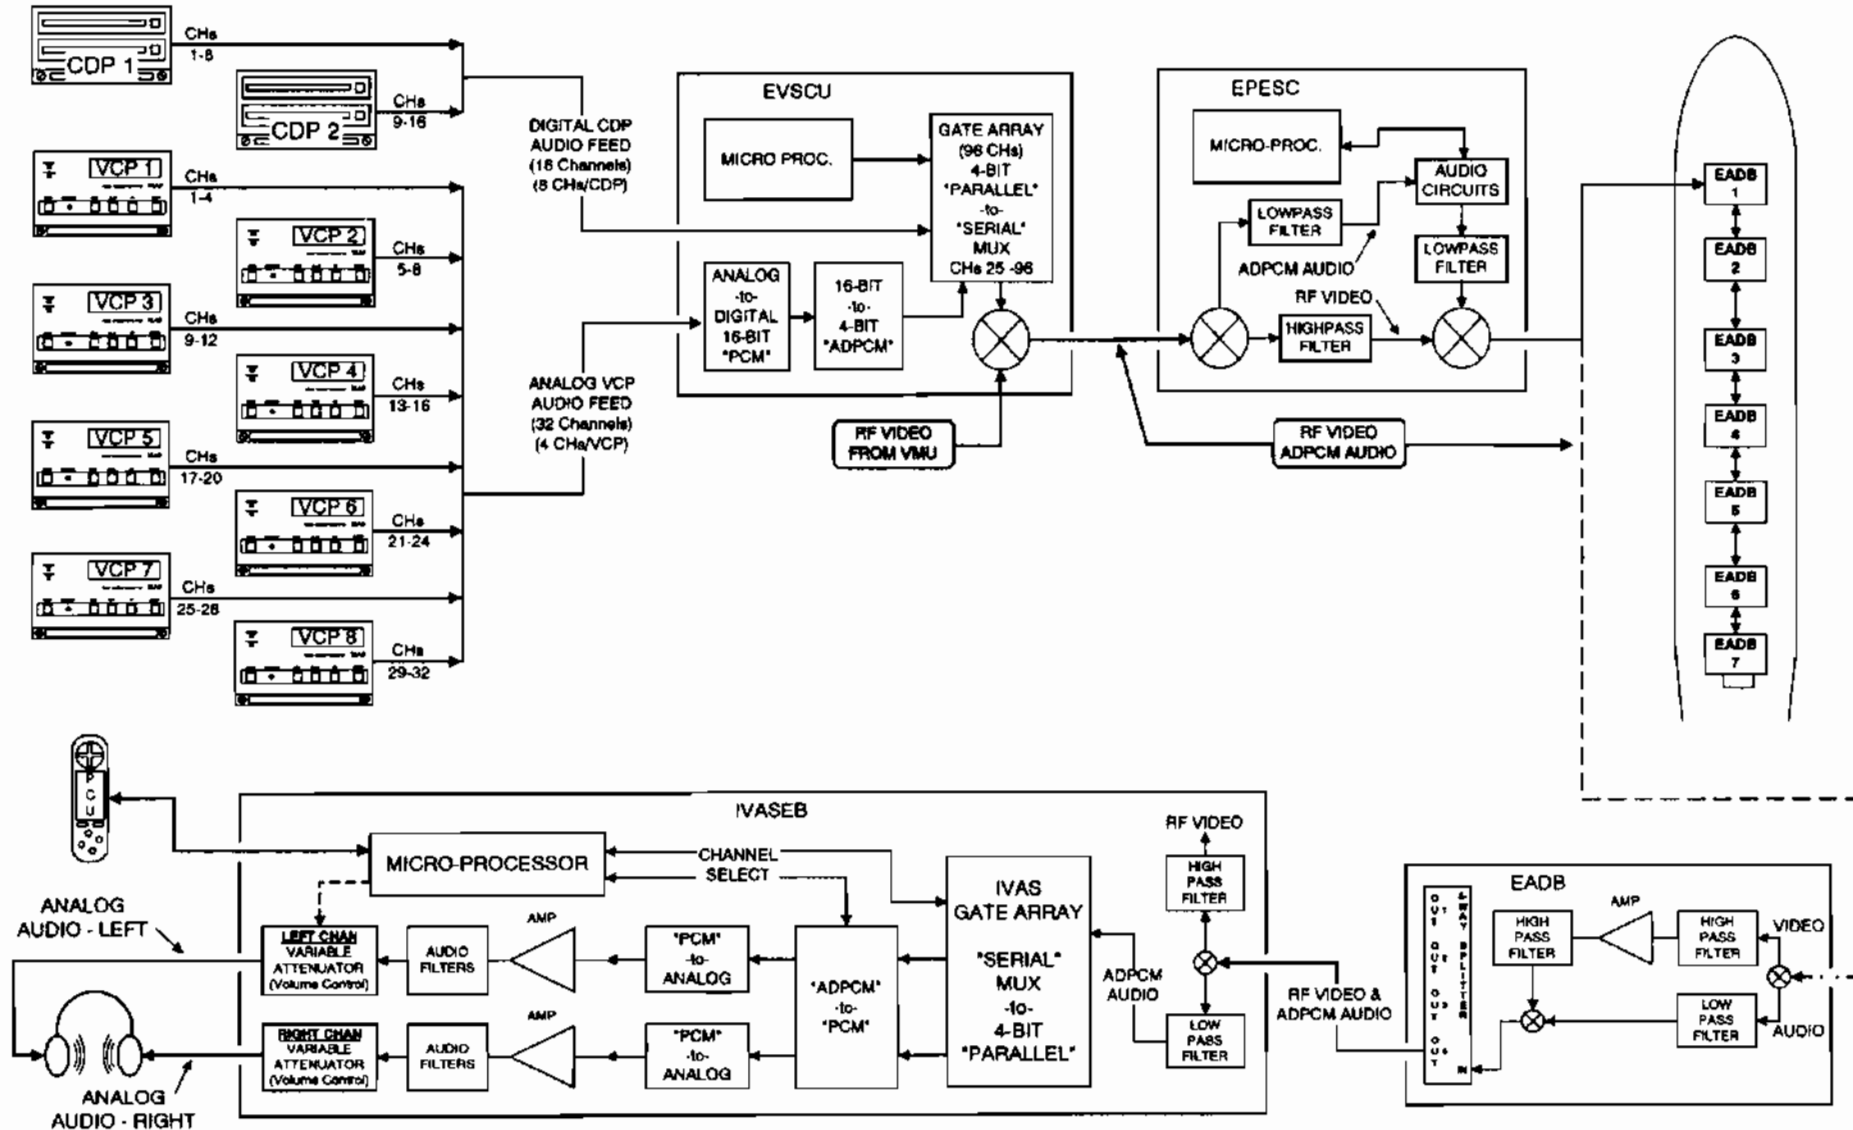 CDP 1
CHs
1-8
CDP 2
CHs
9-16
VCP 1
CHs
1-4
VCP 2
CHs
5-8
VCP 3
CHs
9-12
VCP 4
CHs
13-16
VCP 5
CHs
17-20
VCP 6
CHs
21-24
VCP 7
CHs
25-28
VCP 8
CHs
29-32
DIGITAL CDP
AUDIO FEED
(16 Channels)
(8 CHs/CDP)
ANALOG VCP
AUDIO FEED
(32 Channels)
(4 CHs/VCP)
EVSCU
MICRO PROC.
GATE ARRAY
(96 CHs)
4-BIT
"PARALLEL"
-to-
"SERIAL"
MUX
CHs 25 -96
ANALOG
-to-
DIGITAL
16-BIT
"PCM"
16-BIT
-to-
4-BIT
"ADPCM"
RF VIDEO
FROM VMU
EPESC
MICRO-PROC.
AUDIO
CIRCUITS
LOWPASS
FILTER
LOWPASS
FILTER
ADPCM AUDIO
RF VIDEO
HIGHPASS
FILTER
RF VIDEO
ADPCM AUDIO
EADB
1
EADB
2
EADB
3
EADB
4
EADB
5
EADB
6
EADB
7
PCU
IVASEB
MICRO-PROCESSOR
CHANNEL
SELECT
ANALOG
AUDIO - LEFT
LEFT CHAN
VARIABLE
ATTENUATOR
(Volume Control)
AUDIO
FILTERS
AMP
"PCM"
-to-
ANALOG
RIGHT CHAN
VARIABLE
ATTENUATOR
(Volume Control)
AUDIO
FILTERS
AMP
"PCM"
-to-
ANALOG
ANALOG
AUDIO - RIGHT
"ADPCM"
-to-
"PCM"
IVAS
GATE ARRAY
"SERIAL"
MUX
-to-
4-BIT
"PARALLEL"
ADPCM
AUDIO
RF VIDEO
HIGH
PASS
FILTER
LOW
PASS
FILTER
RF VIDEO &
ADPCM AUDIO
EADB
OUT 1
OUT 2
OUT 3
OUT
WAY SPLITTER
IN
HIGH
PASS
FILTER
AMP
HIGH
PASS
FILTER
VIDEO
LOW
PASS
FILTER
AUDIO